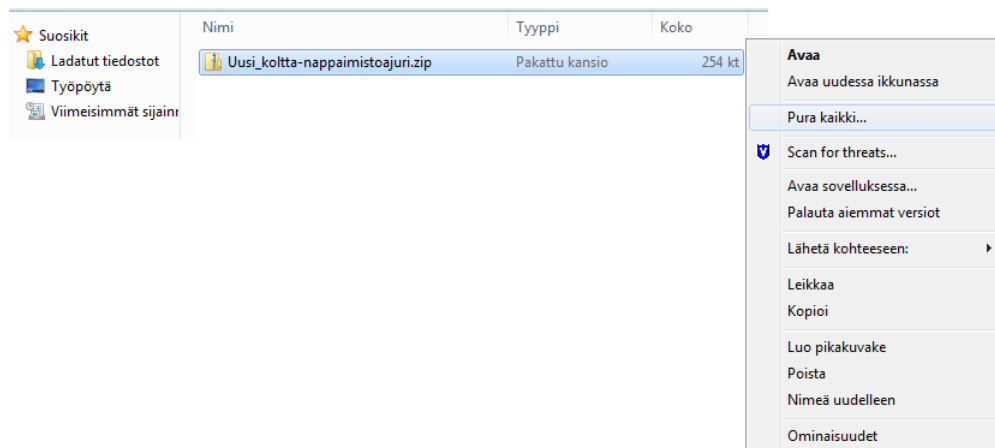 Suosikit
Ladatut tiedostot
Työpöytä
Viimeisimmät
Nimi Tyyppi Koko
Uusi_koltta-nappaimistoajuri.zip Pakattu kansio 254 kt
Avaa
Avaa uudessa ikkunassa
Pura kaikki...
Scan for threats...
Avaa sovelluksessa...
Palauta aiemmat versiot
Lähetä kohteeseen:
Leikkaa
Kopioi
Luo pikakuvake
Poista
Nimeä uudelleen
Ominaisuudet